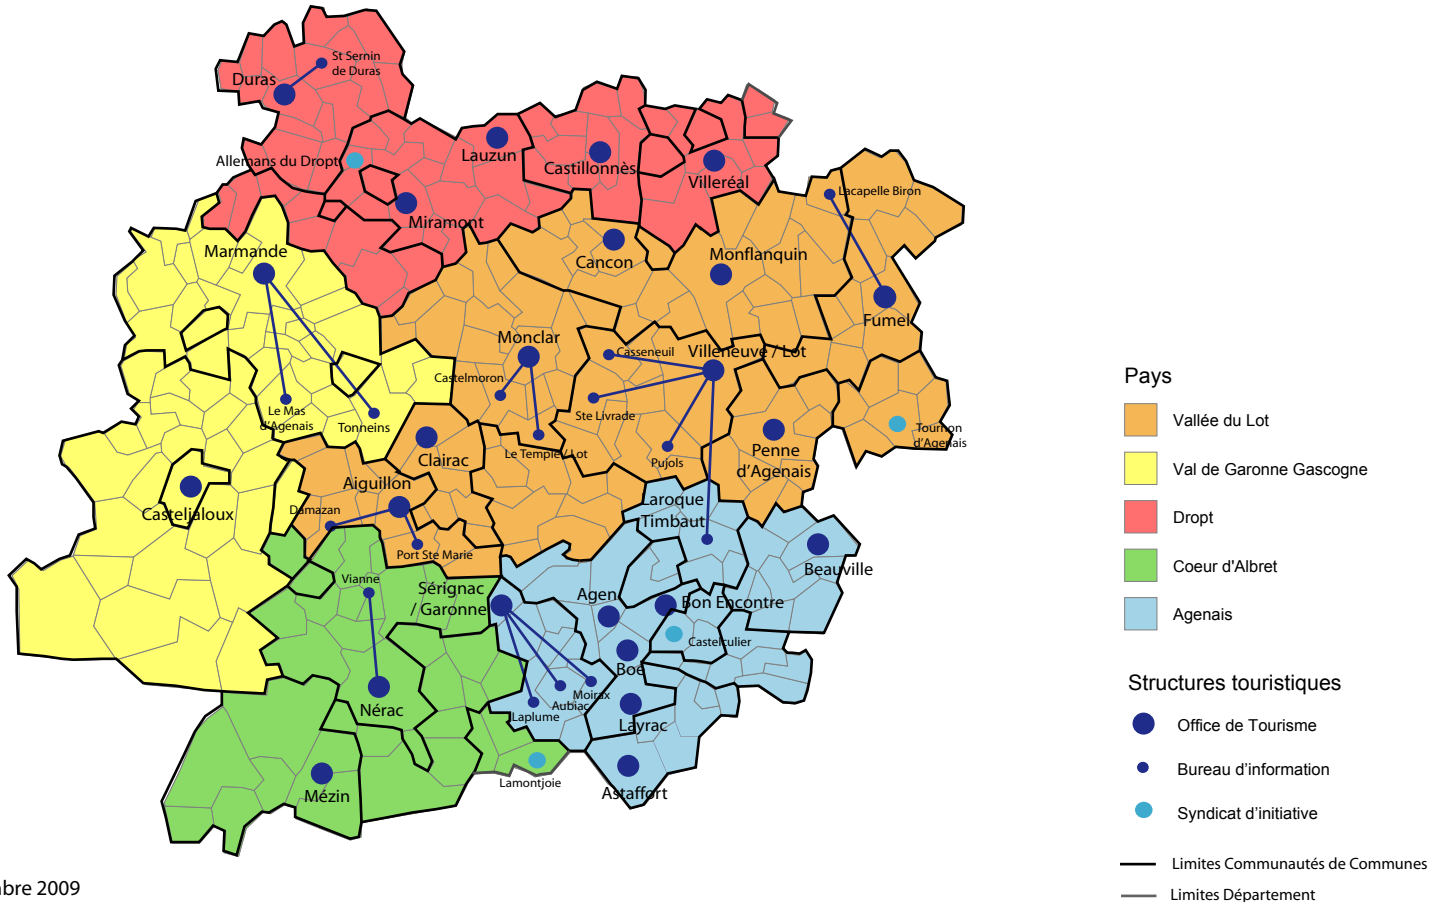 St Sernin
de Duras
Duras
Lauzun
Allemans du Dropt
Castillonnès
Villeréal
Lacapelle Biron
Miramont
Marmande
Cancon
Monflanquin
Fumel
Monclar
Casseneuil
Villeneuve / Lot
Castelmoron
Le Mas
d'Agenais
Tonneins
Ste Livrade
Tournon
d'Agenais
Clairac
Le Temple / Lot
Pujols
Penne
d'Agenais
Aiguillon
Casteljaloux
Damazan
Laroque
Timbaut
Port Ste Marie
Beauville
Vianne
Sérignac
/ Garonne
Agen
Bon Encontre
Castelculier
Boé
Moirax
Aubiac
Laplume
Nérac
Layrac
Lamontjoie
Mézin
Astaffort
Pays
Vallée du Lot
Val de Garonne Gascogne
Dropt
Coeur d'Albret
Agenais
Structures touristiques
Office de Tourisme
Bureau d'information
Syndicat d'initiative
Limites Communautés de Communes
Limites Département
bre 2009